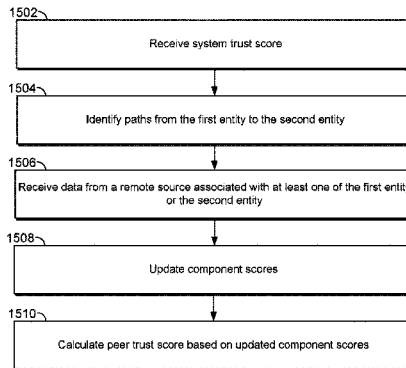 1502
Receive system trust score
1504
Identify paths from the first entity to the second entity
1506
Receive data from a remote source associated with at least one of the first entity
or the second entity
1508
Update component scores
1510
Calculate peer trust score based on updated component scores